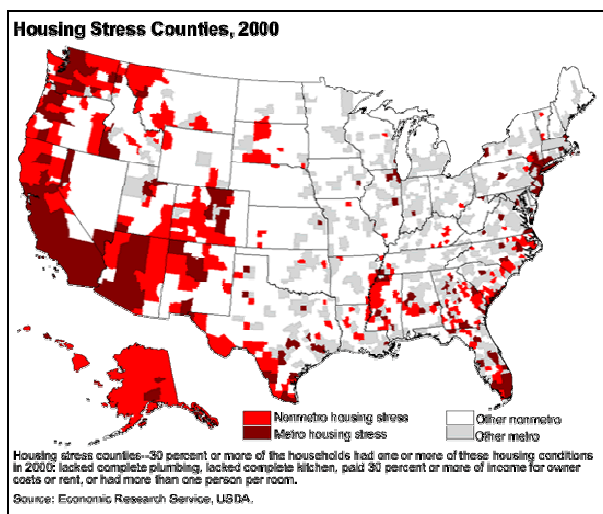 Housing Stress Counties, 2000
Nonmetro housing stress
Other nonmetro
Metro housing stress
Other metro
Housing stress counties--30 percent or more of the households had one or more of these housing conditions
in 2000: lacked complete plumbing, lacked complete kitchen, paid 30 percent or more of income for owner
costs or rent, or had more than one person per room.
Source: Economic Research Service, USDA.